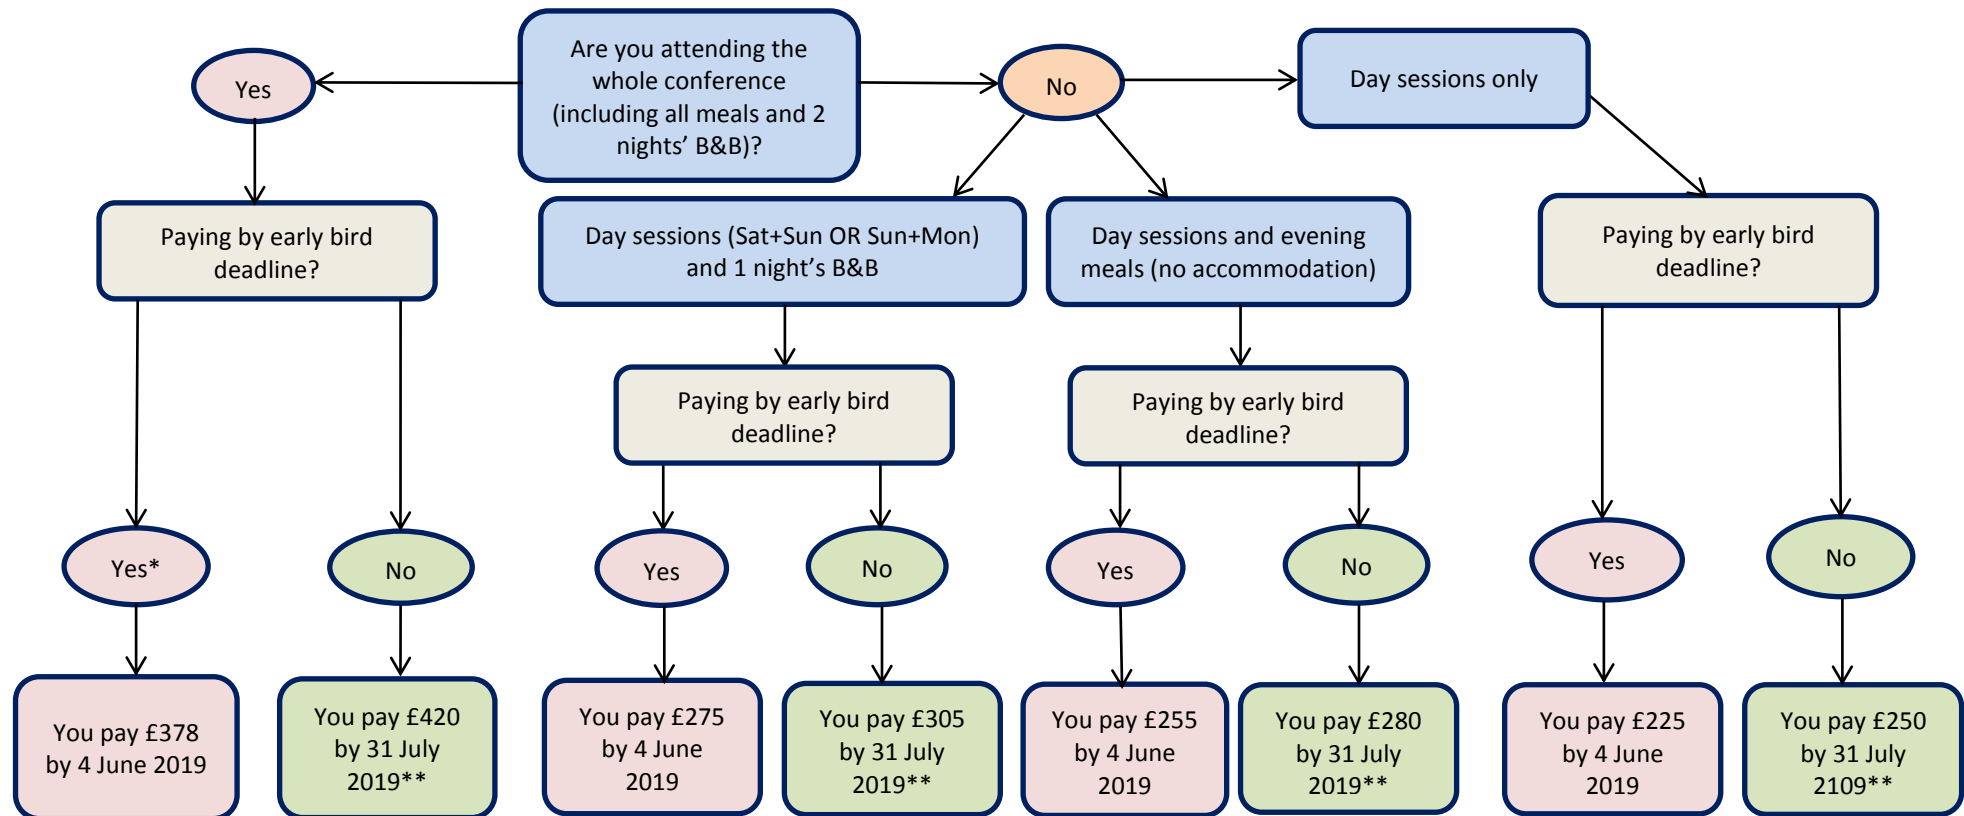 Are you attending the
whole conference
(including all meals and 2
nights’ B&B)?
Yes
No
Day sessions only
Paying by early bird
deadline?
Day sessions (Sat+Sun OR Sun+Mon)
and 1 night’s B&B
Day sessions and evening
meals (no accommodation)
Paying by early bird
deadline?
Paying by early bird
deadline?
Paying by early bird
deadline?
Yes*
No
Yes
No
Yes
No
Yes
No
You pay £378
by 4 June 2019
You pay £420
by 31 July
2019**
You pay £275
by 4 June
2019
You pay £305
by 31 July
2019**
You pay £255
by 4 June
2019
You pay £280
by 31 July
2019**
You pay £225
by 4 June
2019
You pay £250
by 31 July
2109**